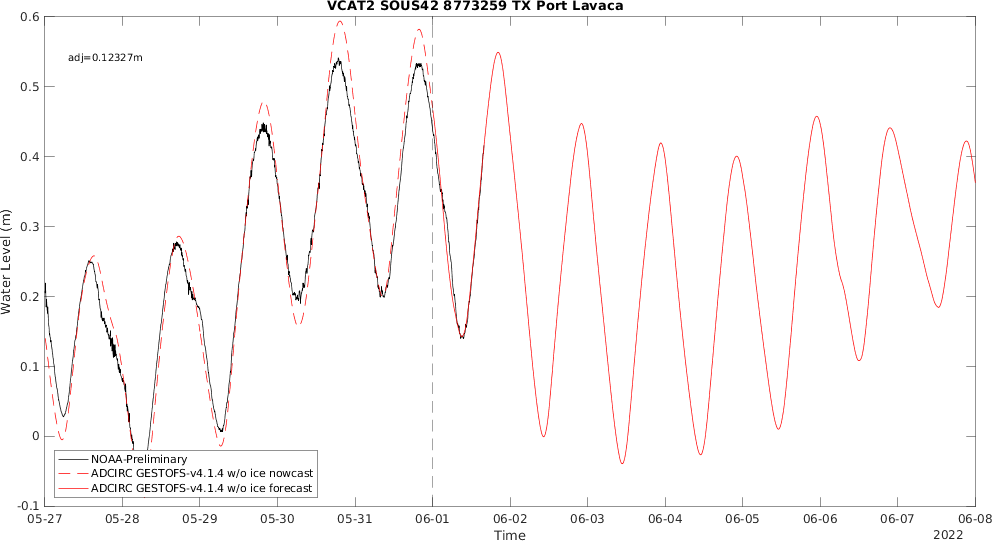 VCAT2 SOUS42 8773259 TX Port Lavaca
adj=0.12327m
0.6
0.5
0.4
0.3
0.2
0.1
0
-0.1
Water Level (m)
NOAA-Preliminary
ADCIRC GESTOFS-v4.1.4 w/o ice nowcast
ADCIRC GESTOFS-v4.1.4 w/o ice forecast
05-27 05-28 05-29 05-30 05-31 06-01 06-02 06-03 06-04 06-05 06-06 06-07 06-08
Time
2022